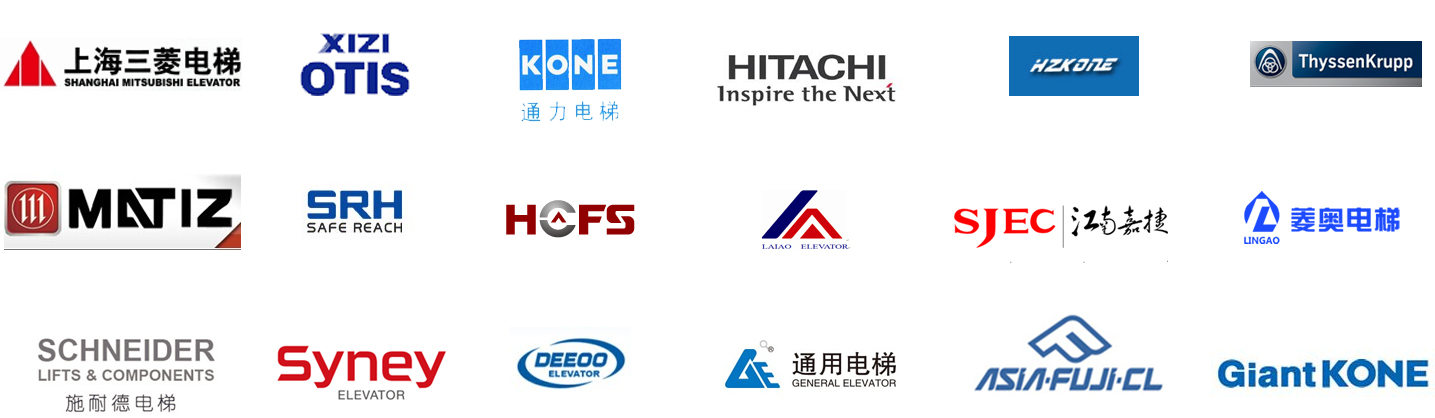 上海三菱电梯
SHANGHAI MITSUBISHI ELEVATOR
XIZI
OTIS
KONE
通力电梯
HITACHI
Inspire the Next
HZKONE
ThyssenKrupp
MATIZ
SRH
SAFE REACH
HOFS
LAIAO ELEVATOR
SJEC 江南嘉捷
LINGAO
菱奥电梯
SCHNEIDER
LIFTS & COMPONENTS
施耐德电梯
Syney
ELEVATOR
DEEOO
ELEVATOR
®
通用电梯
GENERAL ELEVATOR
ASIA·FUJI·CL
GiantKONE